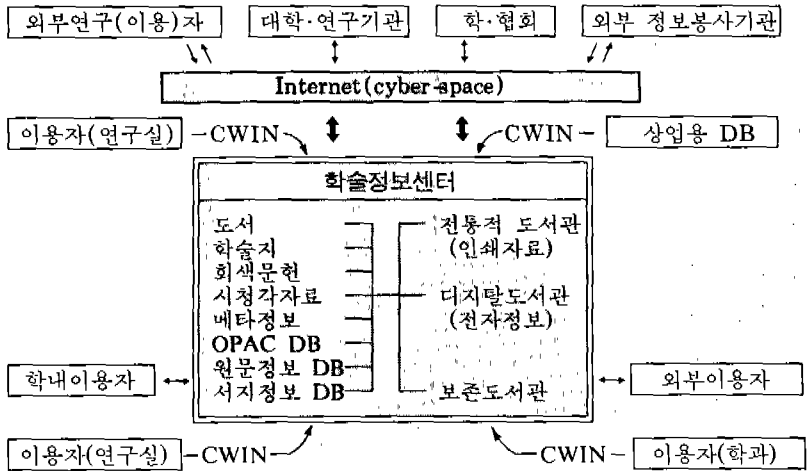 외부연구(이용)자 대학·연구기관 학·협회 외부 정보봉사기관
Internet(cyber-space)
이용자(연구실) CWIN CWIN 상업용 DB
학술정보센터
도서 전통적 도서관
학술지 (인쇄자료)
회색문헌
시청각자료 디지탈도서관
메타정보 (전자정보)
OPAC DB
원문정보 DB
학내이용자 외부이용자
서지정보 DB 보존도서관
이용자(연구실) CWIN CWIN 이용자(학과)